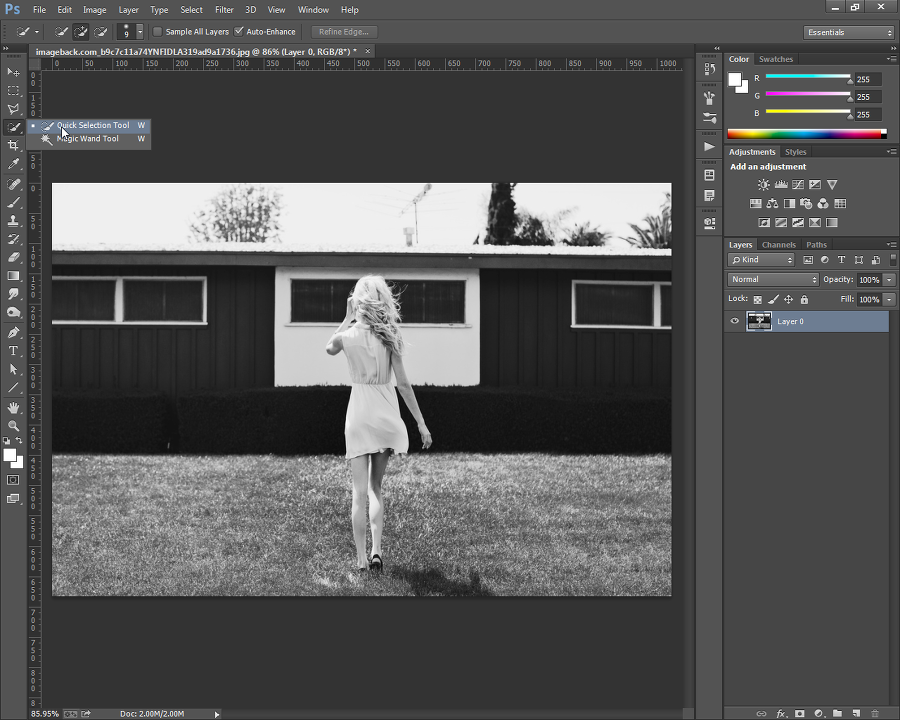 Ps File Edit Image Layer Type Select Filter 3D View Window Help
9 Sample All Layers Auto-Enhance Refine Edge... Essentials
imageback.com_b9c7c11a74YNFIDLA319ad9a1736.jpg @ 86% (Layer 0, RGB/8*) * ×
0 50 100 150 200 250 300 350 400 450 500 550 600 650 700 750 800 850 900 950 1000
Quick Selection Tool W
Magic Wand Tool W
Color Swatches
R 255
G 255
B 255
Adjustments Styles
Add an adjustment
Layers Channels Paths
Kind
Normal Opacity: 100%
Lock: Fill: 100%
Layer 0
85.95% Doc: 2.00M/2.00M